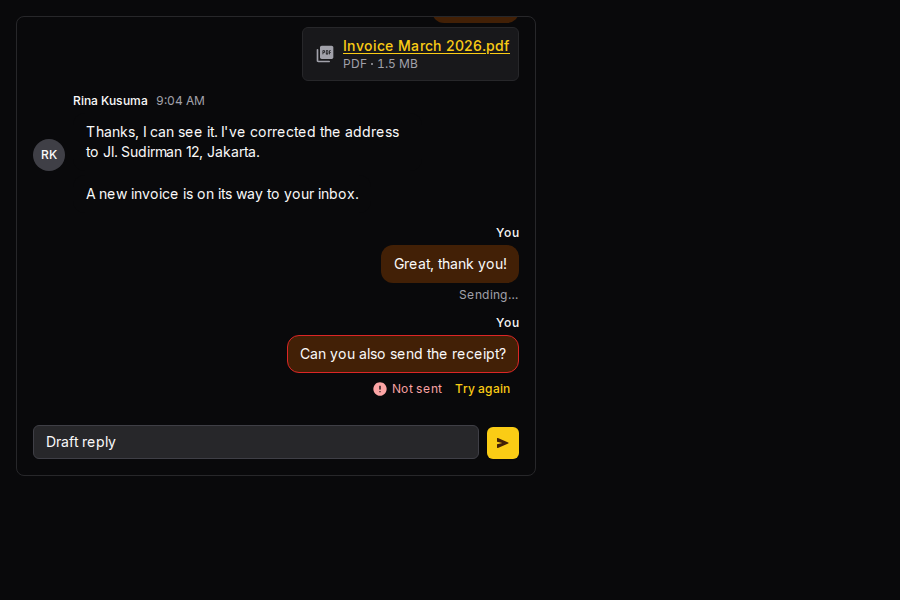 PDF
Invoice March 2026.pdf
PDF · 1.5 MB
Rina Kusuma 9:04 AM
RK
Thanks, I can see it. I've corrected the address
to Jl. Sudirman 12, Jakarta.
A new invoice is on its way to your inbox.
You
Great, thank you!
Sending...
You
Can you also send the receipt?
Not sent Try again
Draft reply